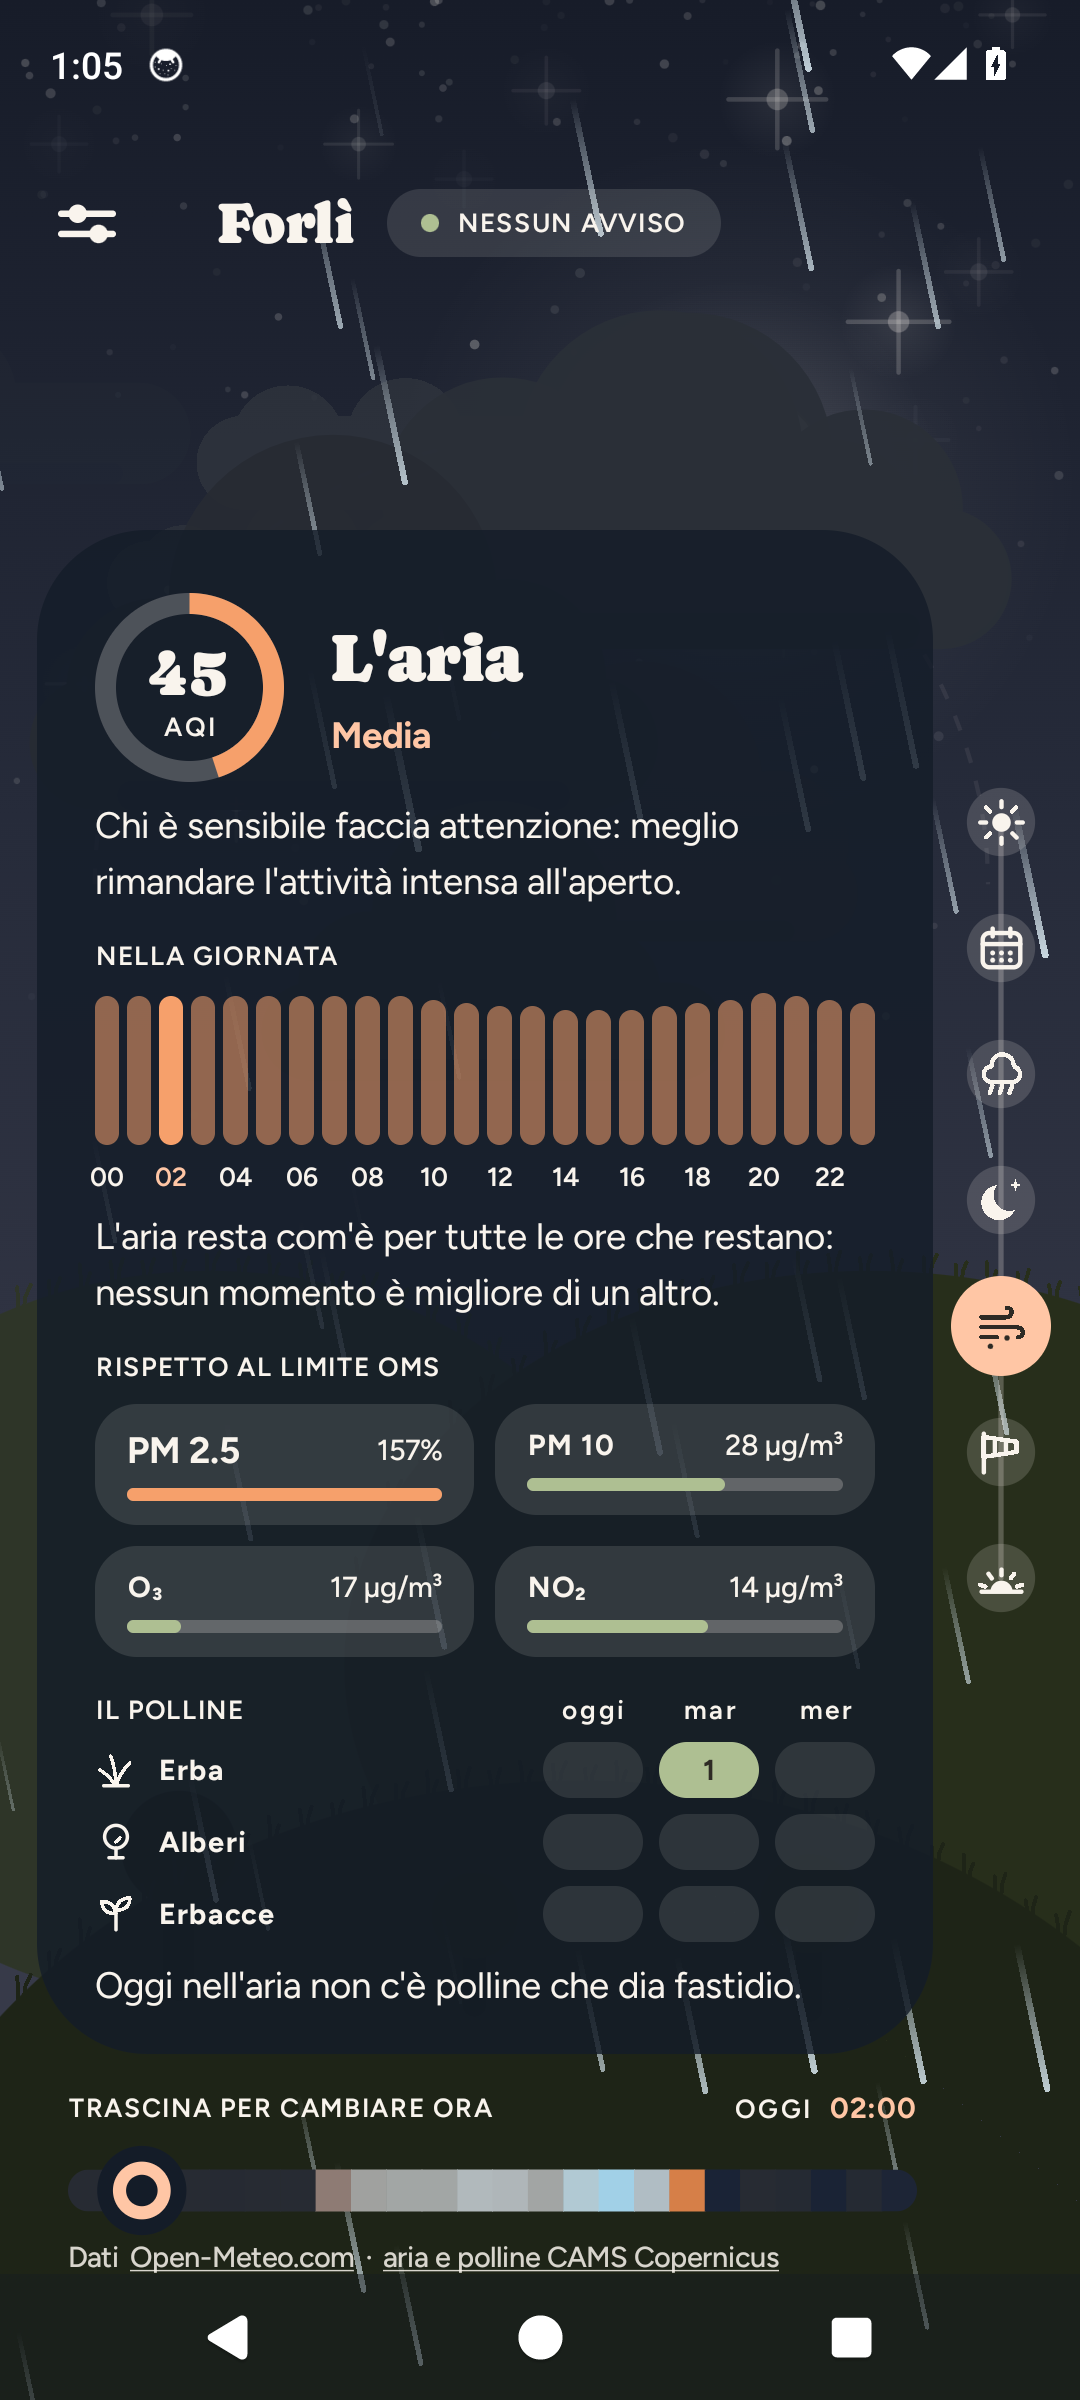 1:05
Forlì
NESSUN AVVISO
45
AQI
L'aria
Media
Chi è sensibile faccia attenzione: meglio
rimandare l'attività intensa all'aperto.
NELLA GIORNATA
00 02 04 06 08 10 12 14 16 18 20 22
L'aria resta com'è per tutte le ore che restano:
nessun momento è migliore di un altro.
RISPETTO AL LIMITE OMS
PM 2.5 157%
PM 10 28 µg/m³
O₃ 17 µg/m³
NO₂ 14 µg/m³
IL POLLINE oggi mar mer
Erba 1
Alberi
Erbacce
Oggi nell'aria non c'è polline che dia fastidio.
TRASCINA PER CAMBIARE ORA OGGI 02:00
Dati Open-Meteo.com · aria e polline CAMS Copernicus